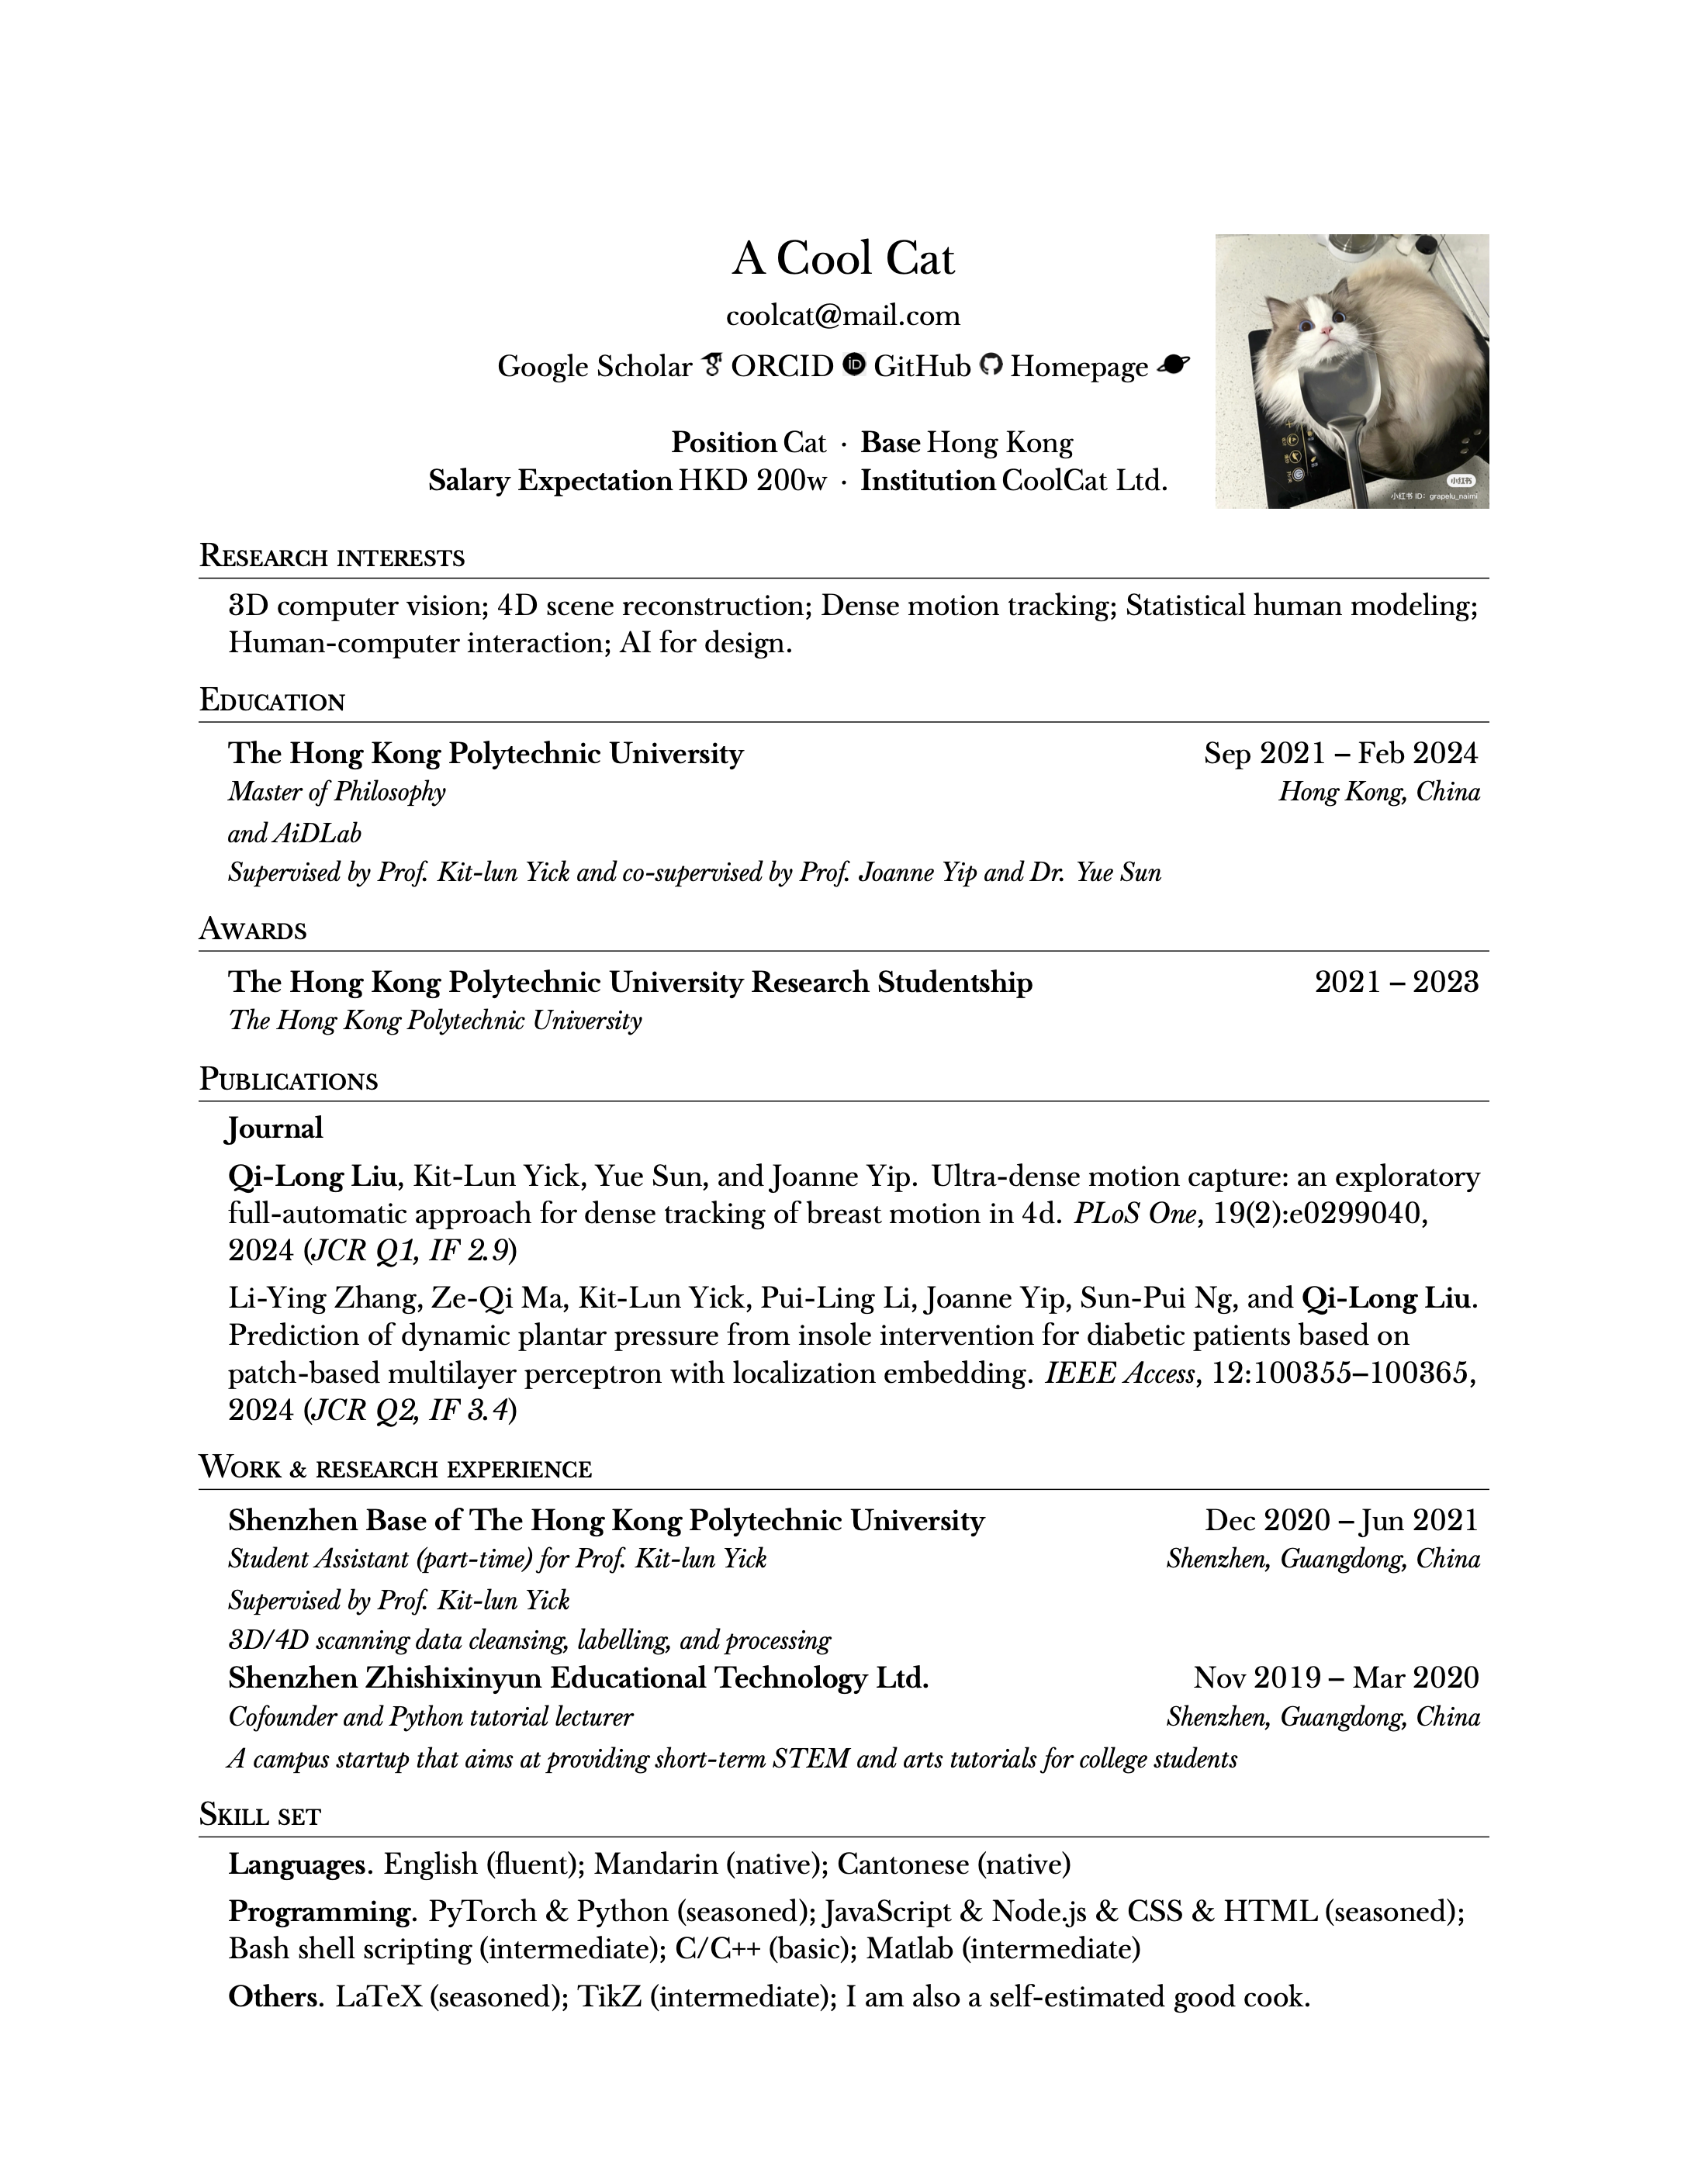 A Cool Cat
coolcat@mail.com
Google Scholar ORCID iD GitHub Homepage
Position Cat · Base Hong Kong
Salary Expectation HKD 200w · Institution CoolCat Ltd.
小红书
小红书 ID: grapelu_naimi
Research interests
3D computer vision; 4D scene reconstruction; Dense motion tracking; Statistical human modeling;
Human-computer interaction; AI for design.
Education
The Hong Kong Polytechnic University Sep 2021 – Feb 2024
Master of Philosophy Hong Kong, China
and AiDLab
Supervised by Prof. Kit-lun Yick and co-supervised by Prof. Joanne Yip and Dr. Yue Sun
Awards
The Hong Kong Polytechnic University Research Studentship 2021 – 2023
The Hong Kong Polytechnic University
Publications
Journal
Qi-Long Liu, Kit-Lun Yick, Yue Sun, and Joanne Yip. Ultra-dense motion capture: an exploratory
full-automatic approach for dense tracking of breast motion in 4d. PLoS One, 19(2):e0299040,
2024 (JCR Q1, IF 2.9)
Li-Ying Zhang, Ze-Qi Ma, Kit-Lun Yick, Pui-Ling Li, Joanne Yip, Sun-Pui Ng, and Qi-Long Liu.
Prediction of dynamic plantar pressure from insole intervention for diabetic patients based on
patch-based multilayer perceptron with localization embedding. IEEE Access, 12:100355–100365,
2024 (JCR Q2, IF 3.4)
Work & research experience
Shenzhen Base of The Hong Kong Polytechnic University Dec 2020 – Jun 2021
Student Assistant (part-time) for Prof. Kit-lun Yick Shenzhen, Guangdong, China
Supervised by Prof. Kit-lun Yick
3D/4D scanning data cleansing, labelling, and processing
Shenzhen Zhishixinyun Educational Technology Ltd. Nov 2019 – Mar 2020
Cofounder and Python tutorial lecturer Shenzhen, Guangdong, China
A campus startup that aims at providing short-term STEM and arts tutorials for college students
Skill set
Languages. English (fluent); Mandarin (native); Cantonese (native)
Programming. PyTorch & Python (seasoned); JavaScript & Node.js & CSS & HTML (seasoned);
Bash shell scripting (intermediate); C/C++ (basic); Matlab (intermediate)
Others. LaTeX (seasoned); TikZ (intermediate); I am also a self-estimated good cook.